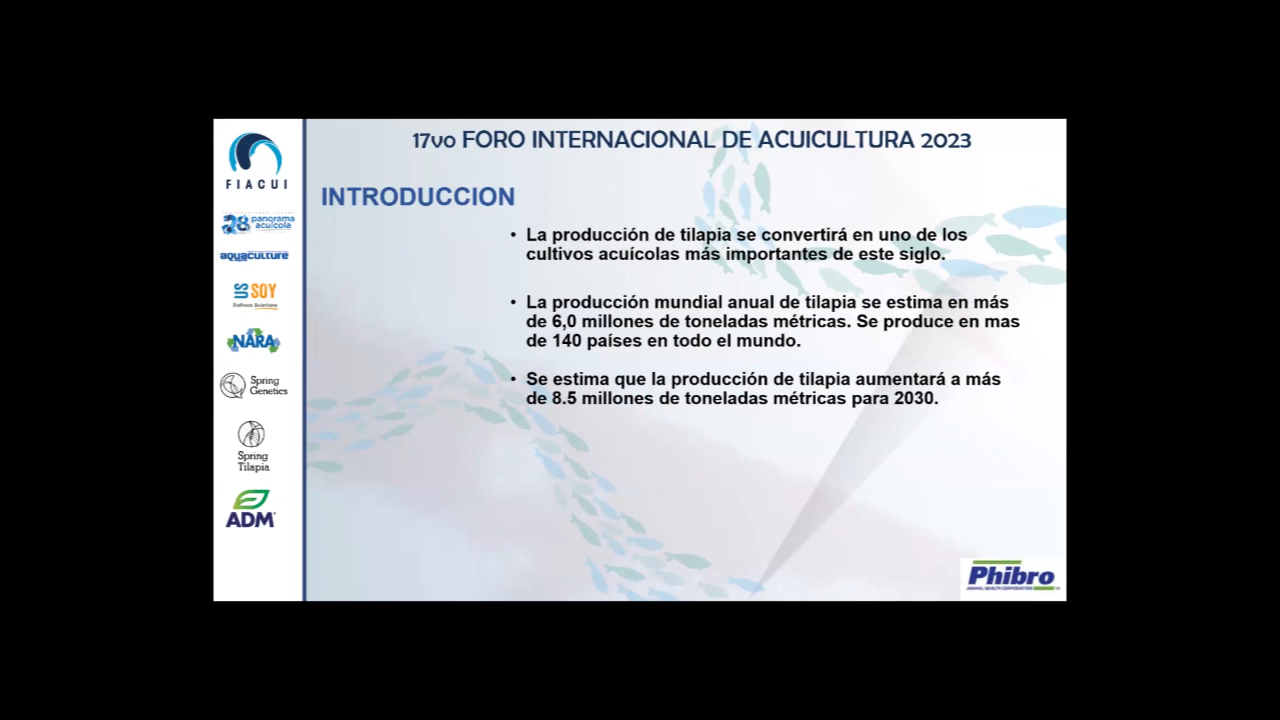 17vo FORO INTERNACIONAL DE ACUICULTURA 2023
FIACUI
28 panorama
acuícola
aquaculture
US SOY
NARA
Spring
Genetics
Spring
Tilapia
ADM
INTRODUCCION
• La producción de tilapia se convertirá en uno de los
cultivos acuícolas más importantes de este siglo.
• La producción mundial anual de tilapia se estima en más
de 6,0 millones de toneladas métricas. Se produce en mas
de 140 países en todo el mundo.
• Se estima que la producción de tilapia aumentará a más
de 8.5 millones de toneladas métricas para 2030.
Phibro
ANIMAL HEALTH CORPORATION